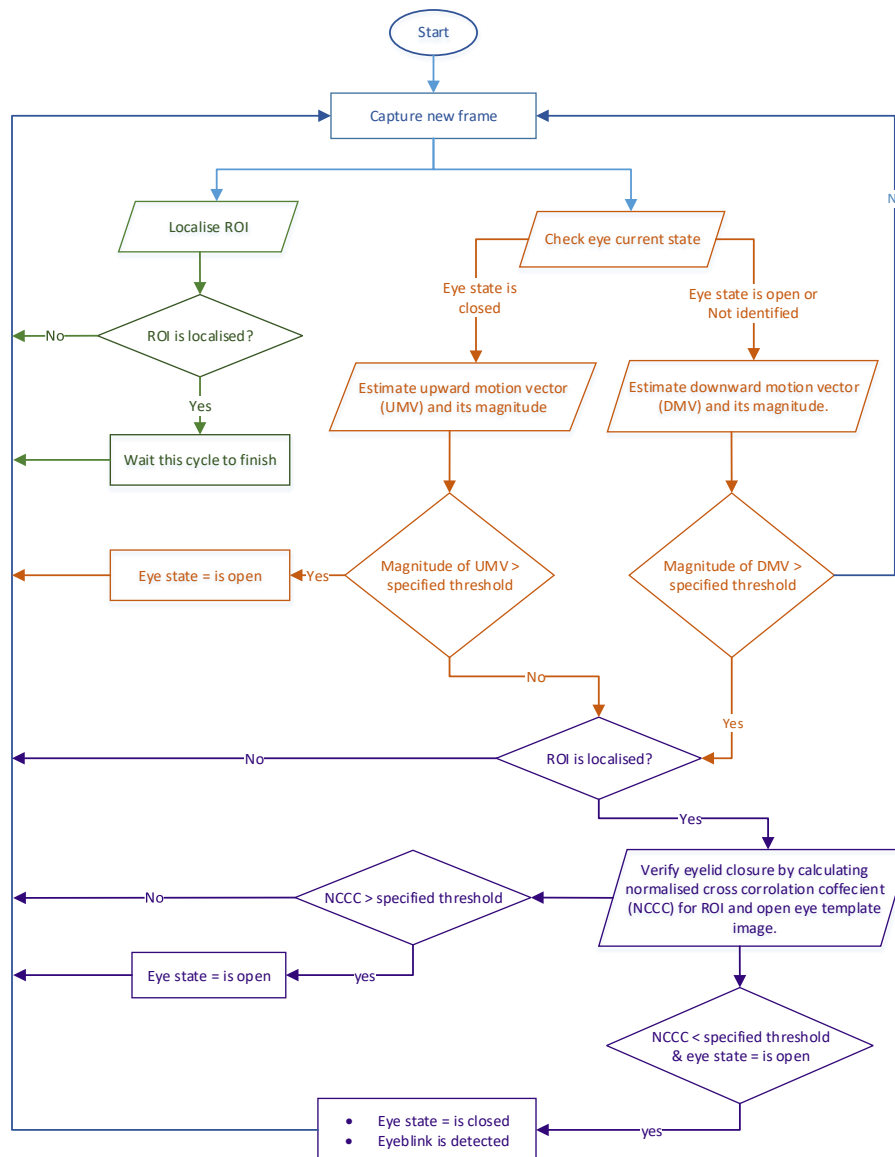 Start
Capture new frame
N
Localise ROI
Check eye current state
Eye state is
closed
Eye state is open or
Not identified
No
ROI is localised?
Yes
Estimate upward motion vector
(UMV) and its magnitude
Estimate downward motion vector
(DMV) and its magnitude.
Wait this cycle to finish
Eye state = is open
Yes
Magnitude of UMV >
specified threshold
Magnitude of DMV >
specified threshold
No
Yes
No
ROI is localised?
Yes
Verify eyelid closure by calculating
normalised cross corrolation coffecient
(NCCC) for ROI and open eye template
image.
No
NCCC > specified threshold
Eye state = is open
yes
NCCC < specified threshold
& eye state = is open
• Eye state = is closed
• Eyeblink is detected
yes